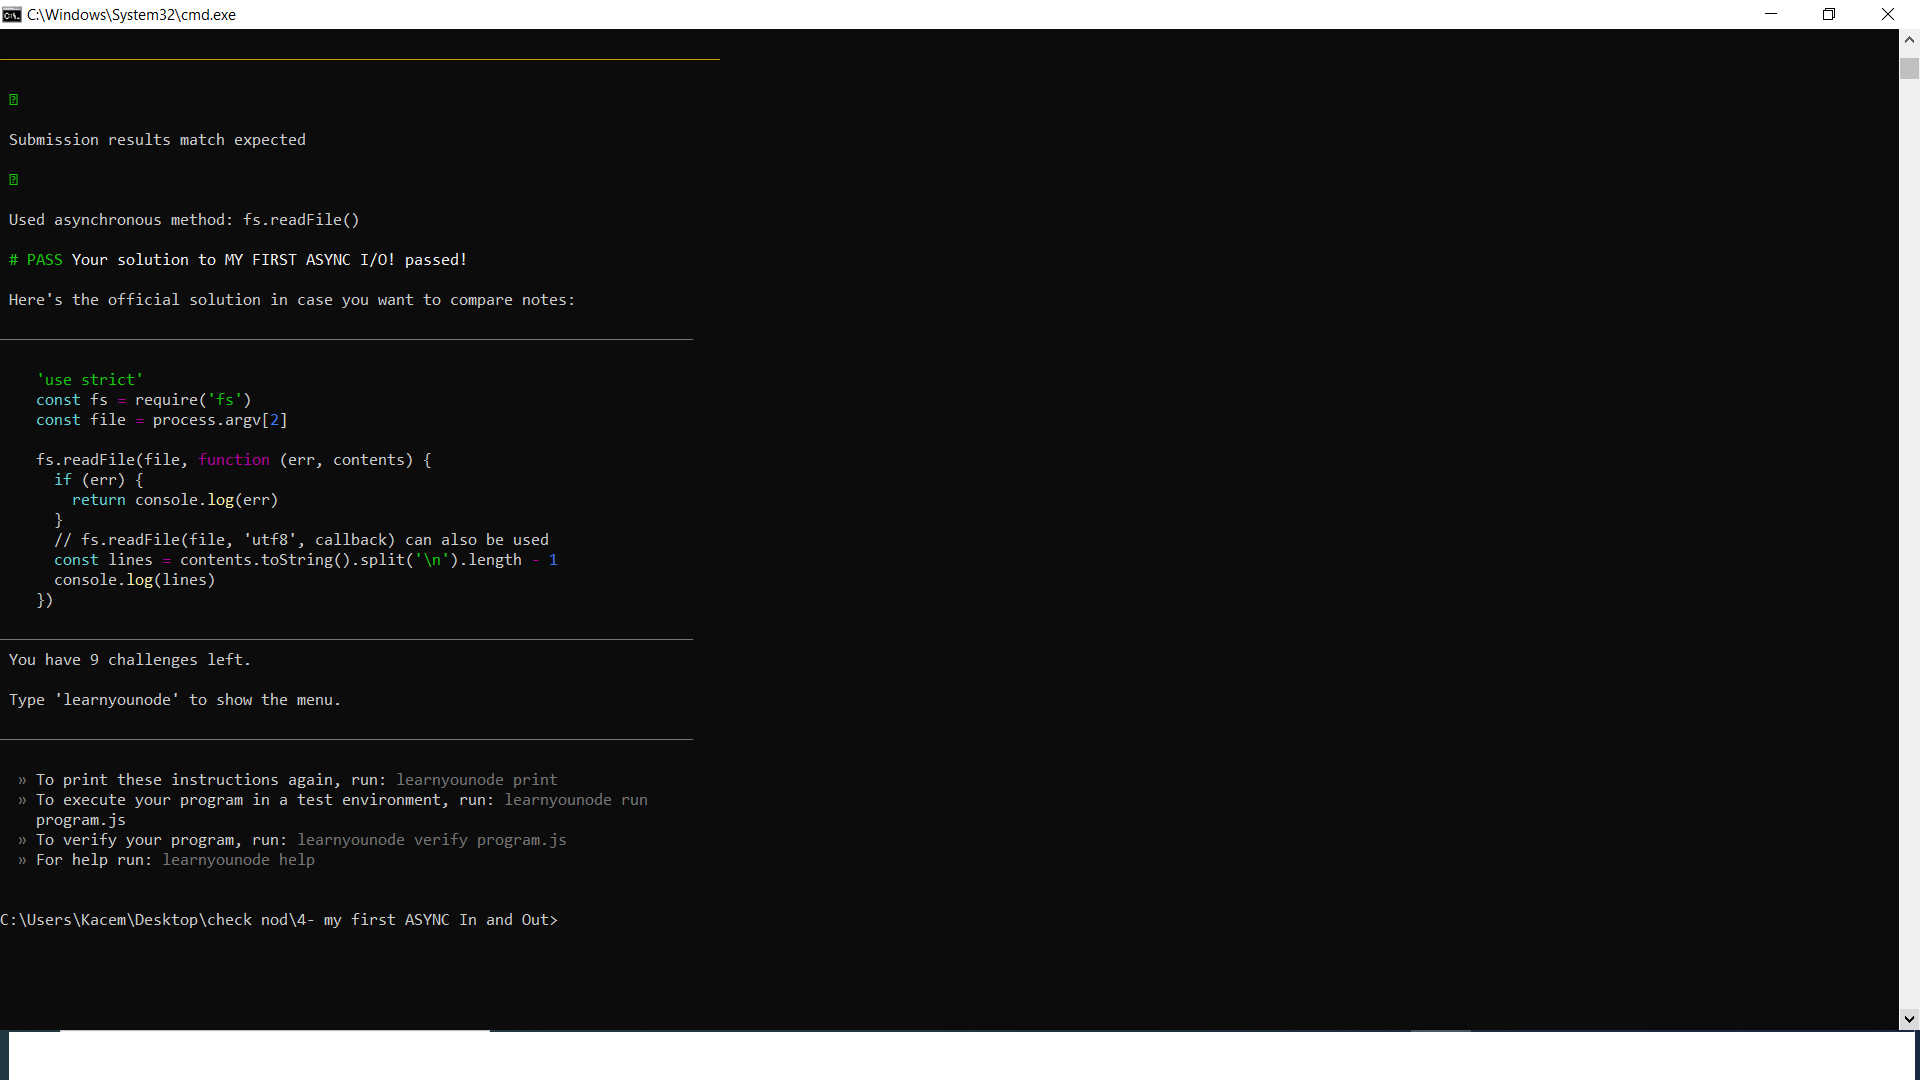 C:\Windows\System32\cmd.exe
Submission results match expected
Used asynchronous method: fs.readFile()
# PASS Your solution to MY FIRST ASYNC I/O! passed!
Here's the official solution in case you want to compare notes:
'use strict'
const fs = require('fs')
const file = process.argv[2]
fs.readFile(file, function (err, contents) {
if (err) {
return console.log(err)
}
// fs.readFile(file, 'utf8', callback) can also be used
const lines = contents.toString().split('\n').length - 1
console.log(lines)
})
You have 9 challenges left.
Type 'learnyounode' to show the menu.
» To print these instructions again, run: learnyounode print
» To execute your program in a test environment, run: learnyounode run
program.js
» To verify your program, run: learnyounode verify program.js
» For help run: learnyounode help
C:\Users\Kacem\Desktop\check nod\4- my first ASYNC In and Out>